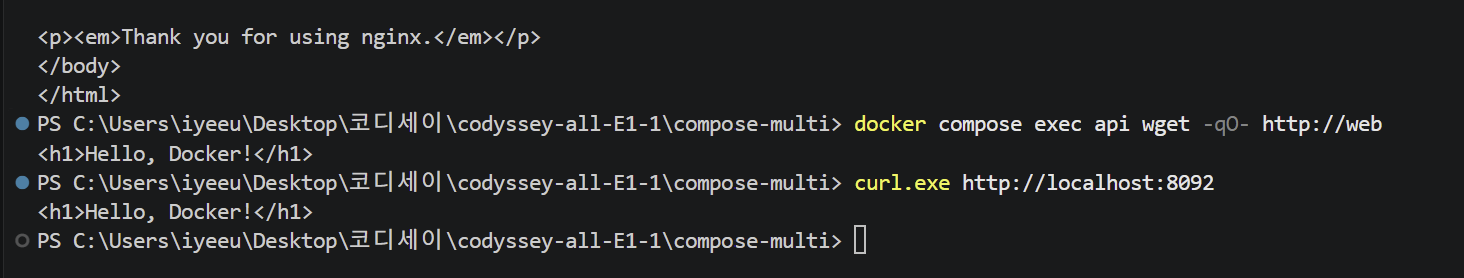 <p><em>Thank you for using nginx.</em></p>
</body>
</html>
PS C:\Users\iyeeu\Desktop\코디세이\codyssey-all-E1-1\compose-multi> docker compose exec api wget -qO- http://web
<h1>Hello, Docker!</h1>
PS C:\Users\iyeeu\Desktop\코디세이\codyssey-all-E1-1\compose-multi> curl.exe http://localhost:8092
<h1>Hello, Docker!</h1>
PS C:\Users\iyeeu\Desktop\코디세이\codyssey-all-E1-1\compose-multi>